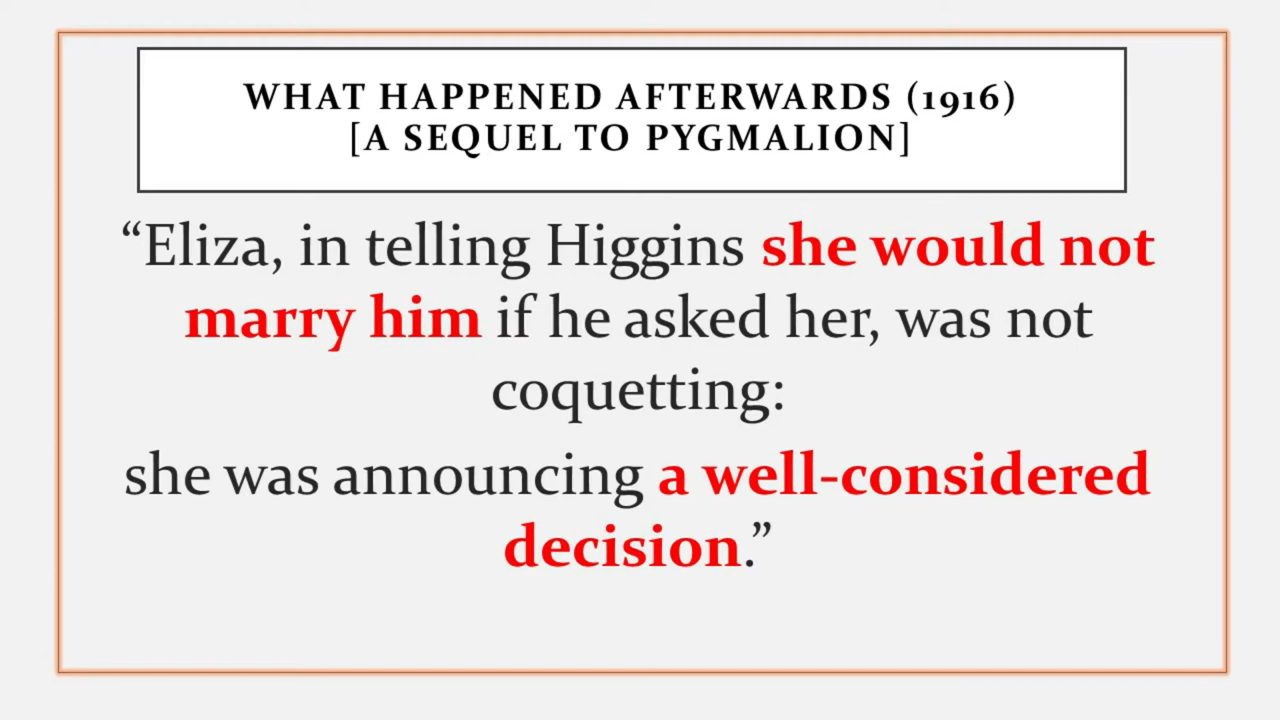 WHAT HAPPENED AFTERWARDS (1916)
[A SEQUEL TO PYGMALION]
“Eliza, in telling Higgins she would not
marry him if he asked her, was not
coquetting:
she was announcing a well-considered
decision.”